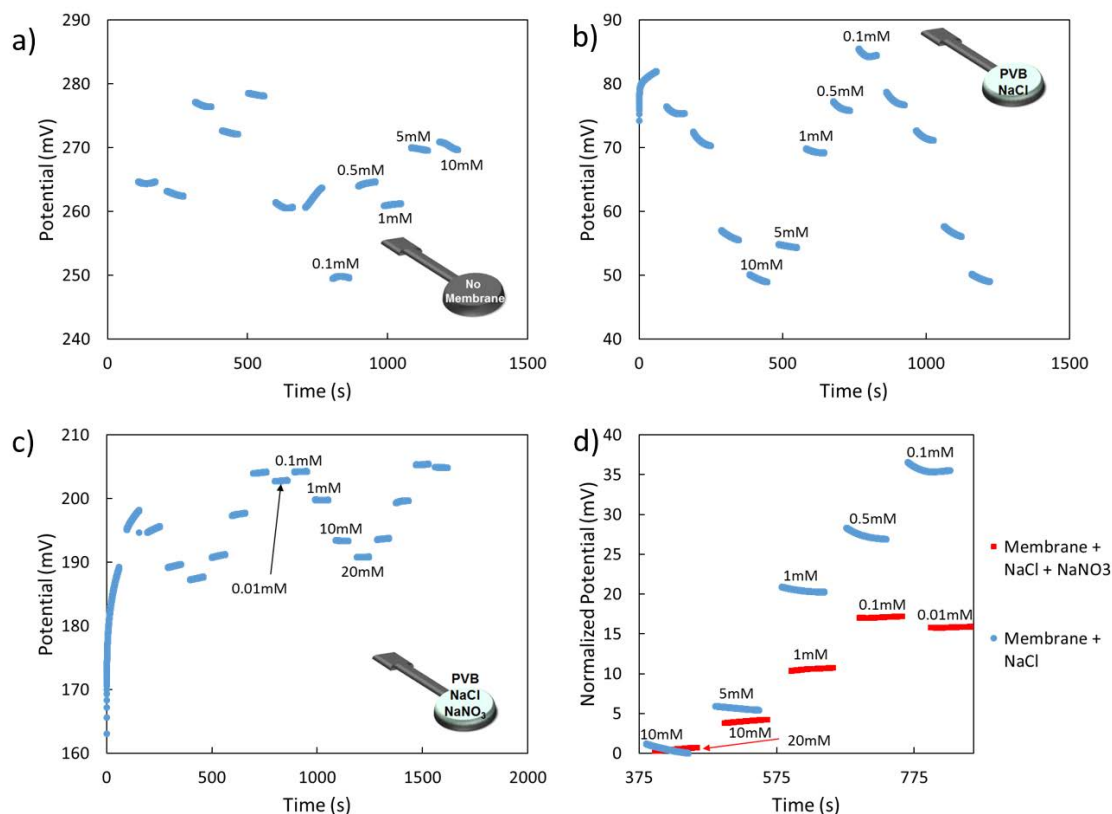 a)
290
280
270
260
250
240
Potential (mV)
0
500
1000
1500
Time (s)
0.1mM
0.5mM
1mM
5mM
10mM
No
Membrane
b)
90
80
70
60
50
40
Potential (mV)
0
500
1000
1500
Time (s)
10mM
5mM
1mM
0.5mM
0.1mM
PVB
NaCl
c)
210
200
190
180
170
160
Potential (mV)
0
500
1000
1500
2000
Time (s)
0.01mM
0.1mM
1mM
10mM
20mM
PVB
NaCl
NaNO₃
d)
40
35
30
25
20
15
10
5
0
Normalized Potential (mV)
375
575
775
Time (s)
10mM
5mM
1mM
0.5mM
0.1mM
20mM
10mM
1mM
0.1mM
0.01mM
Membrane +
NaCl + NaNO3
Membrane +
NaCl